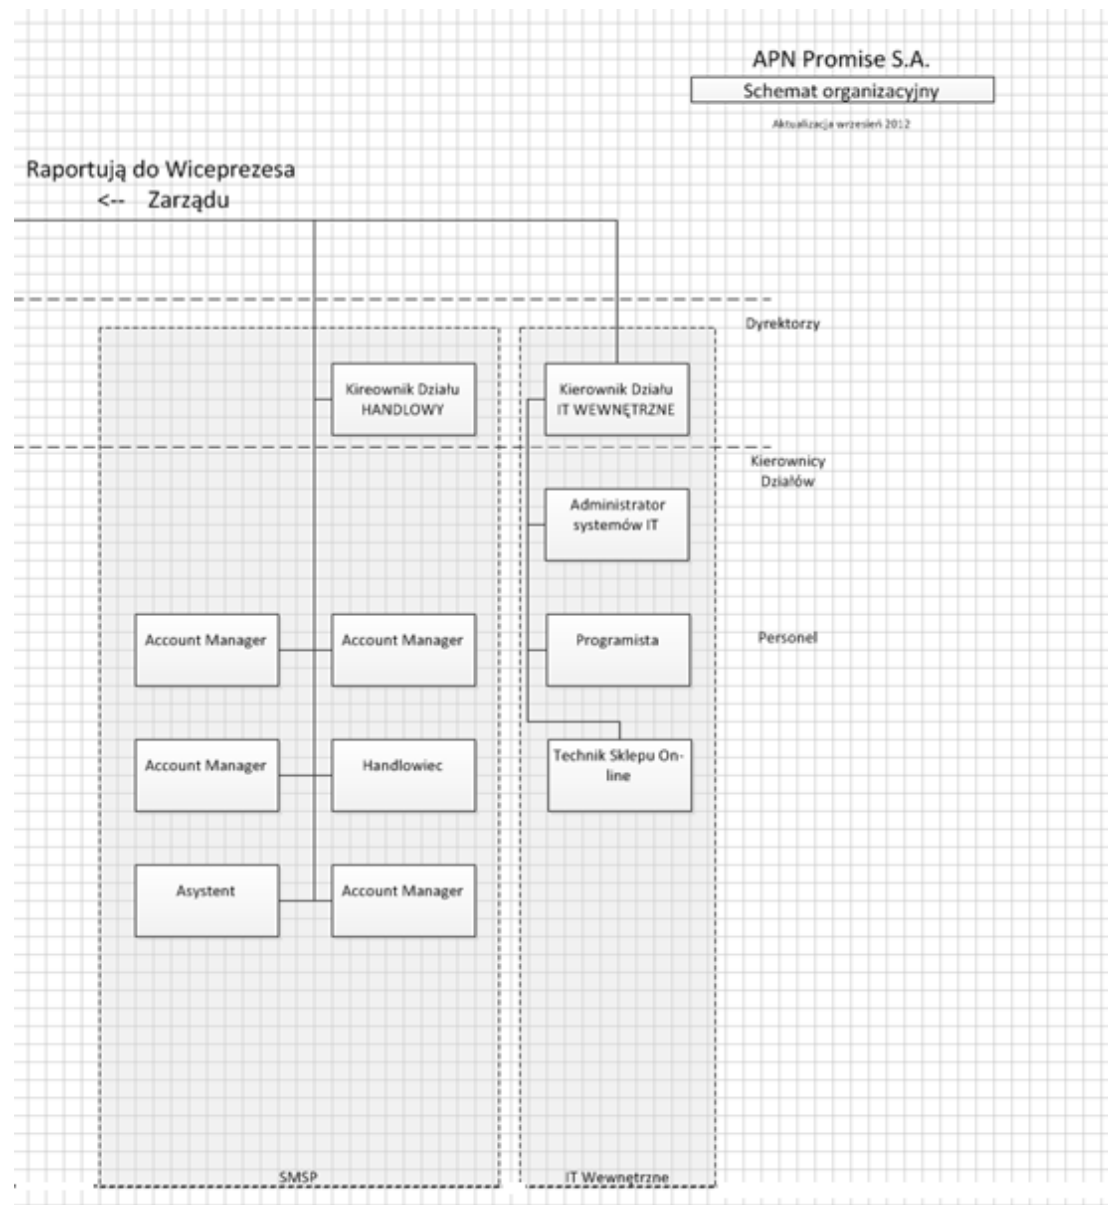 APN Promise S.A.
Schemat organizacyjny
Aktualizacja wrzesień 2012
Raportują do Wiceprezesa
<-- Zarządu
Dyrektorzy
Kireownik Działu
HANDLOWY
Kierownik Działu
IT WEWNĘTRZNE
Kierownicy
Działów
Administrator
systemów IT
Account Manager
Account Manager
Programista
Personel
Account Manager
Handlowiec
Technik Sklepu On-
line
Asystent
Account Manager
SMSP
IT Wewnętrzne